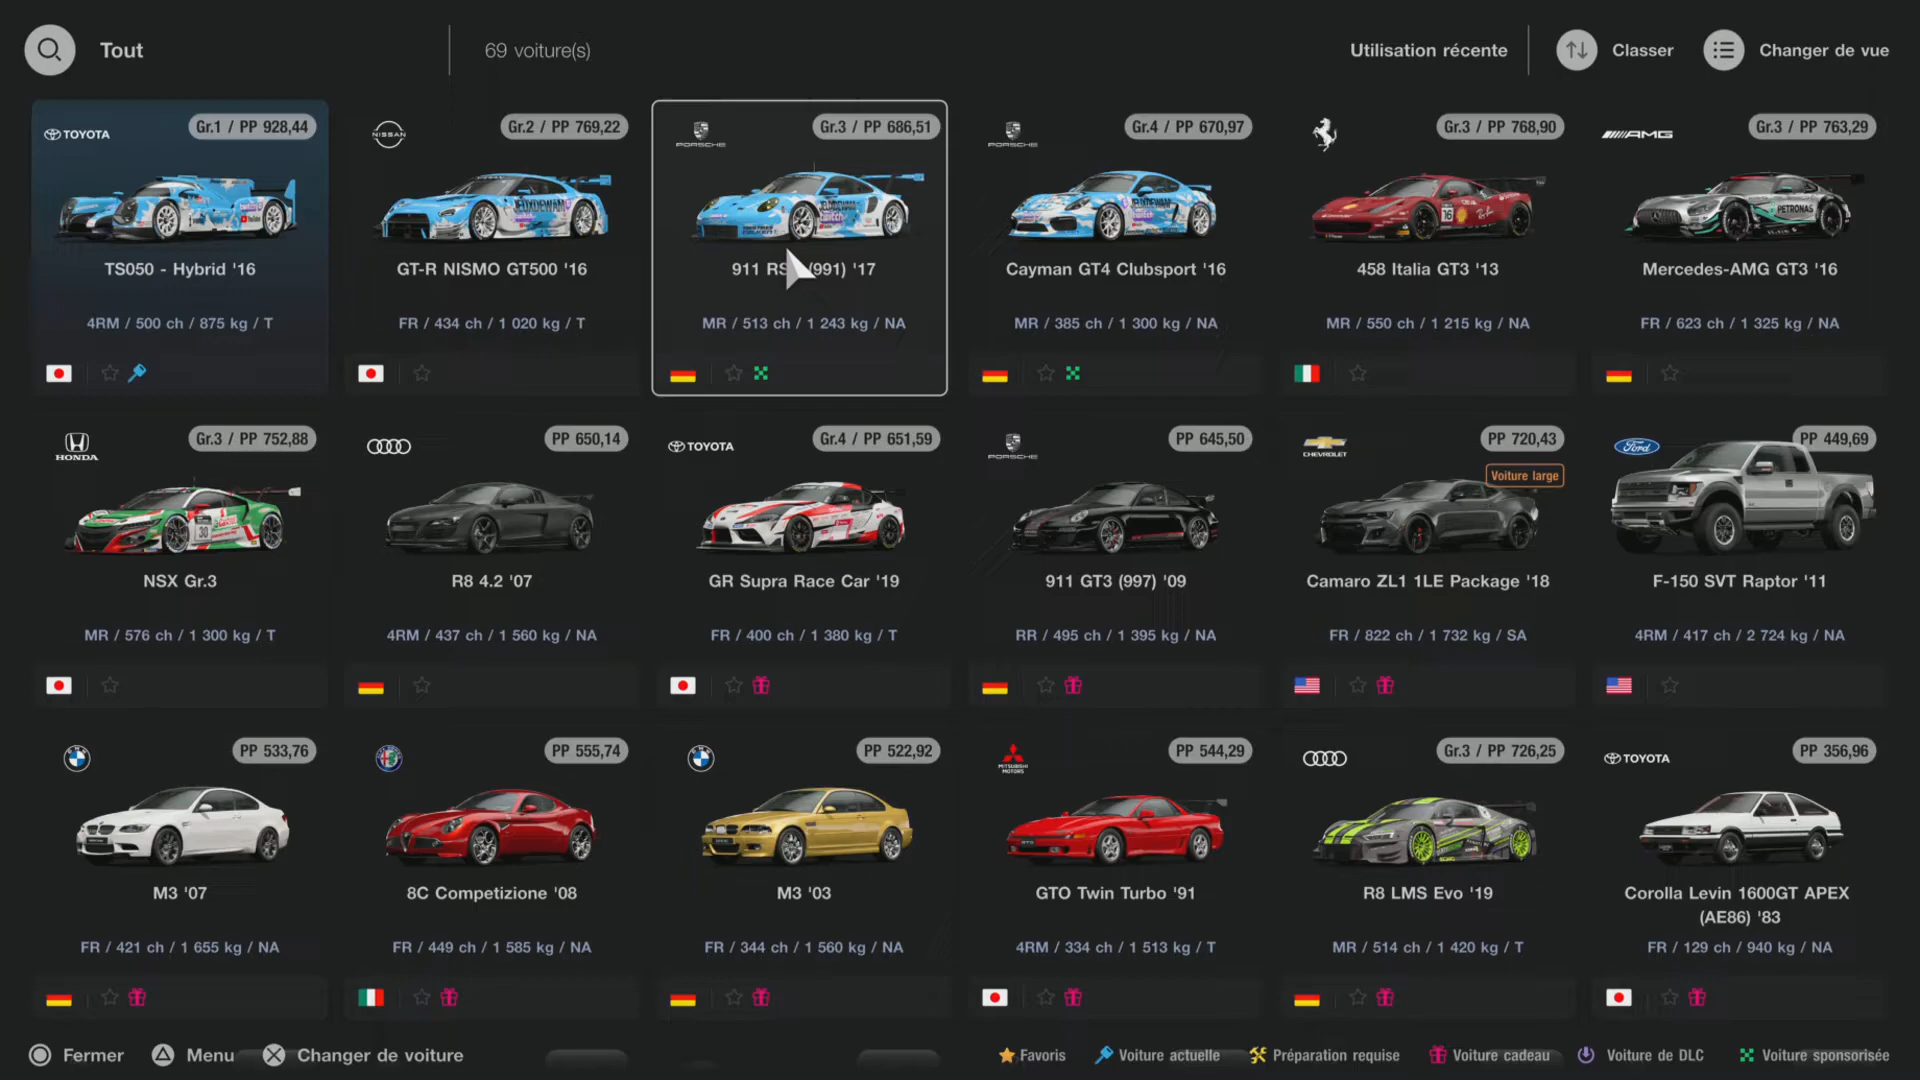 Tout
69 voiture(s)
Utilisation récente
Classer
Changer de vue
TOYOTA
Gr.1 / PP 928,44
TS050 - Hybrid '16
4RM / 500 ch / 875 kg / T
NISSAN
Gr.2 / PP 769,22
GT-R NISMO GT500 '16
FR / 434 ch / 1 020 kg / T
PORSCHE
Gr.3 / PP 686,51
911 RS (991) '17
MR / 513 ch / 1 243 kg / NA
PORSCHE
Gr.4 / PP 670,97
Cayman GT4 Clubsport '16
MR / 385 ch / 1 300 kg / NA
Gr.3 / PP 768,90
458 Italia GT3 '13
MR / 550 ch / 1 215 kg / NA
AMG
Gr.3 / PP 763,29
PETRONAS
Mercedes-AMG GT3 '16
FR / 623 ch / 1 325 kg / NA
HONDA
Gr.3 / PP 752,88
NSX Gr.3
MR / 576 ch / 1 300 kg / T
PP 650,14
R8 4.2 '07
4RM / 437 ch / 1 560 kg / NA
TOYOTA
Gr.4 / PP 651,59
GR Supra Race Car '19
FR / 400 ch / 1 380 kg / T
PORSCHE
PP 645,50
911 GT3 (997) '09
RR / 495 ch / 1 395 kg / NA
CHEVROLET
PP 720,43
Voiture large
Camaro ZL1 1LE Package '18
FR / 822 ch / 1 732 kg / SA
Ford
PP 449,69
F-150 SVT Raptor '11
4RM / 417 ch / 2 724 kg / NA
BMW
PP 533,76
M3 '07
FR / 421 ch / 1 655 kg / NA
PP 555,74
8C Competizione '08
FR / 449 ch / 1 585 kg / NA
BMW
PP 522,92
M3 '03
FR / 344 ch / 1 560 kg / NA
MITSUBISHI
MOTORS
PP 544,29
GTO Twin Turbo '91
4RM / 334 ch / 1 513 kg / T
Gr.3 / PP 726,25
R8 LMS Evo '19
MR / 514 ch / 1 420 kg / T
TOYOTA
PP 356,96
Corolla Levin 1600GT APEX
(AE86) '83
FR / 129 ch / 940 kg / NA
Fermer
Menu
Changer de voiture
Favoris
Voiture actuelle
Préparation requise
Voiture cadeau
Voiture de DLC
Voiture sponsorisée